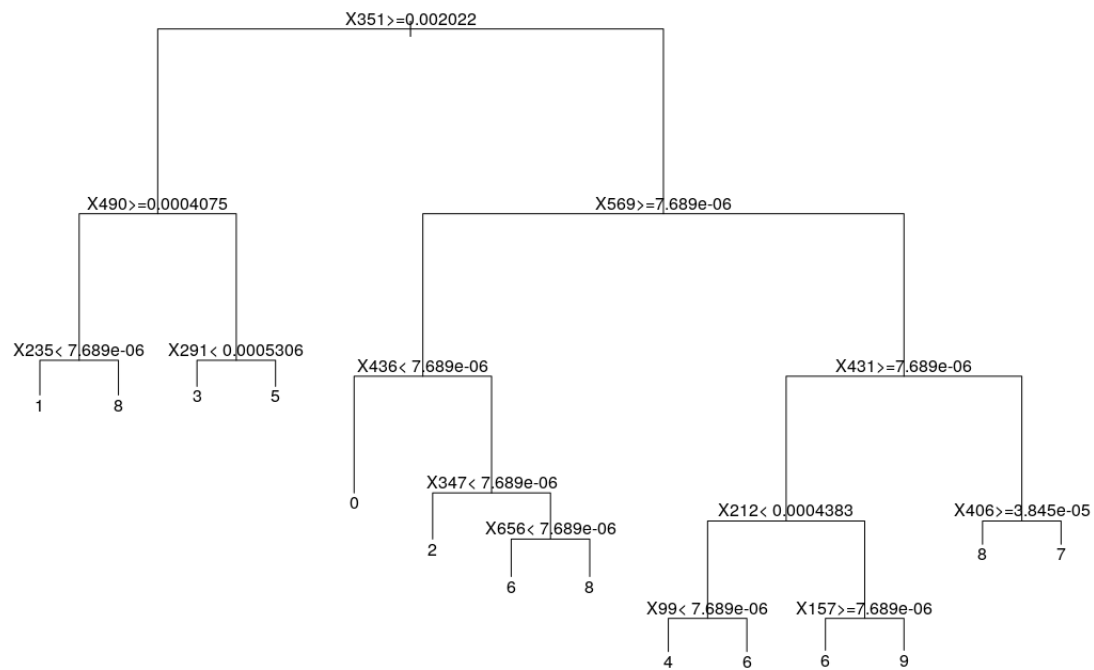 X351>=0.002022
X490>=0.0004075
X569>=7.689e-06
X235< 7.689e-06
X291< 0.0005306
X436< 7.689e-06
X431>=7.689e-06
1
8
3
5
X347< 7.689e-06
0
X212< 0.0004383
X406>=3.845e-05
X656< 7.689e-06
2
8
7
6
8
X99< 7.689e-06
X157>=7.689e-06
4
6
6
9